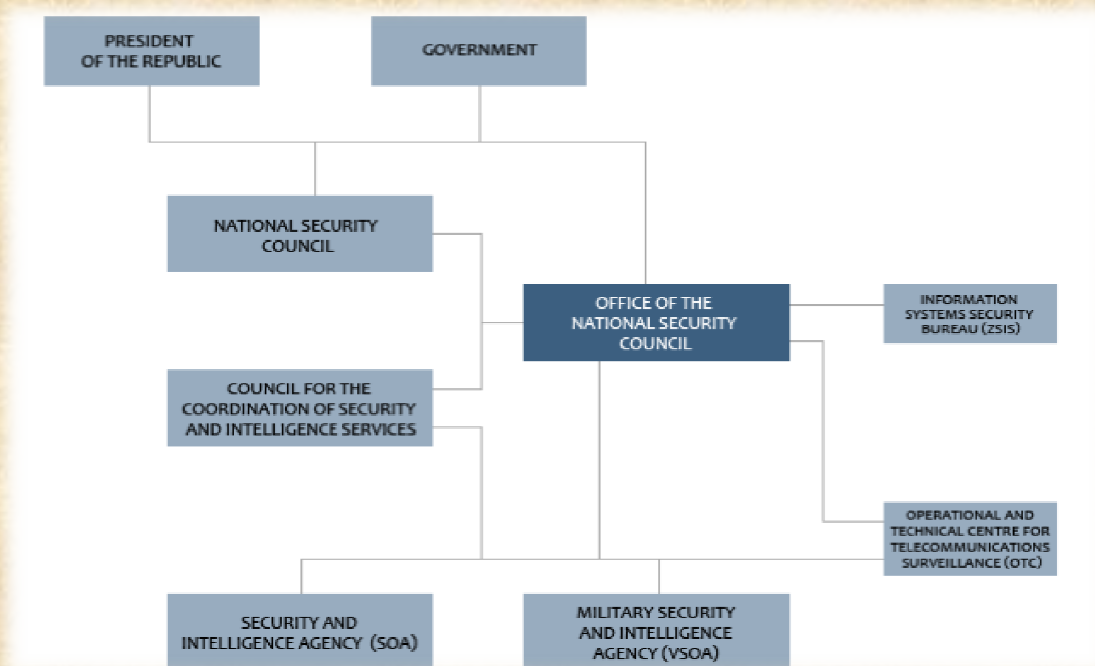 PRESIDENT
OF THE REPUBLIC
GOVERNMENT
NATIONAL SECURITY
COUNCIL
OFFICE OF THE
NATIONAL SECURITY
COUNCIL
INFORMATION
SYSTEMS SECURITY
BUREAU (ZSIS)
COUNCIL FOR THE
COORDINATION OF SECURITY
AND INTELLIGENCE SERVICES
OPERATIONAL AND
TECHNICAL CENTRE FOR
TELECOMMUNICATIONS
SURVEILLANCE (OTC)
SECURITY AND
INTELLIGENCE AGENCY (SOA)
MILITARY SECURITY
AND INTELLIGENCE
AGENCY (VSOA)